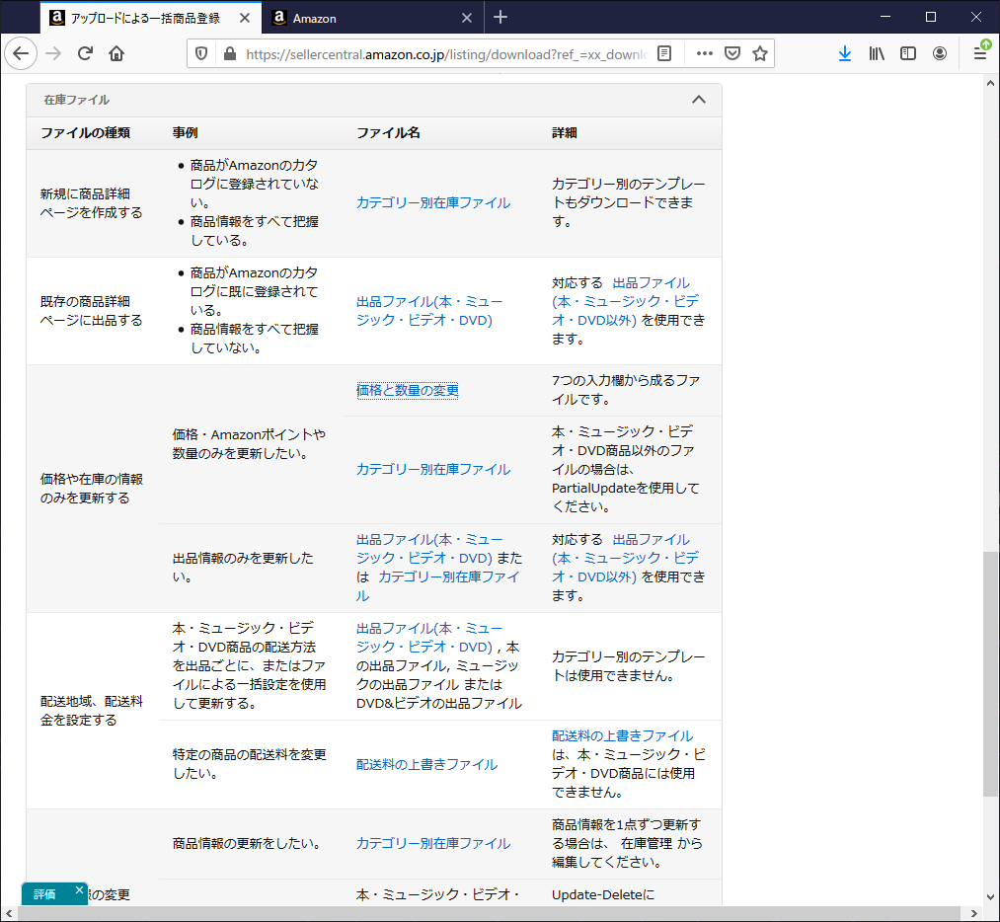 アップロードによる一括商品登録
Amazon
https://sellercentral.amazon.co.jp/listing/download?ref_=xx_downl
在庫ファイル
ファイルの種類 事例 ファイル名 詳細
新規に商品詳細
ページを作成する
• 商品がAmazonのカタ
ログに登録されていな
い。
• 商品情報をすべて把握
している。
カテゴリー別在庫ファイル
カテゴリー別のテンプレー
トもダウンロードできま
す。
既存の商品詳細
ページに出品する
• 商品がAmazonのカタ
ログに既に登録されて
いる。
• 商品情報をすべて把握
していない。
出品ファイル(本・ミュー
ジック・ビデオ・DVD)
対応する 出品ファイル
(本・ミュージック・ビデ
オ・DVD以外) を使用でき
ます。
価格や在庫の情報
のみを更新する
価格・Amazonポイントや
数量のみを更新したい。
価格と数量の変更
7つの入力欄から成るファ
イルです。
カテゴリー別在庫ファイル
本・ミュージック・ビデ
オ・DVD商品以外のファ
イルの場合は、
PartialUpdateを使用して
ください。
出品情報のみを更新した
い。
出品ファイル(本・ミュー
ジック・ビデオ・DVD) また
は カテゴリー別在庫ファイ
ル
対応する 出品ファイル
(本・ミュージック・ビデ
オ・DVD以外) を使用でき
ます。
配送地域、配送料
金を設定する
本・ミュージック・ビデ
オ・DVD商品の配送方法
を出品ごとに、またはファ
イルによる一括設定を使用
して更新する。
出品ファイル(本・ミュー
ジック・ビデオ・DVD) , 本
の出品ファイル, ミュージッ
クの出品ファイル または
DVD&ビデオの出品ファイル
カテゴリー別のテンプレー
トは使用できません。
特定の商品の配送料を変更
したい。
配送料の上書きファイル
配送料の上書きファイル
は、本・ミュージック・ビ
デオ・DVD商品には使用
できません。
商品情報の更新をしたい。
カテゴリー別在庫ファイル
商品情報を1点ずつ更新す
る場合は、 在庫管理 から
編集してください。
評価
報の変更
本・ミュージック・ビデオ・
Update-Deleteに